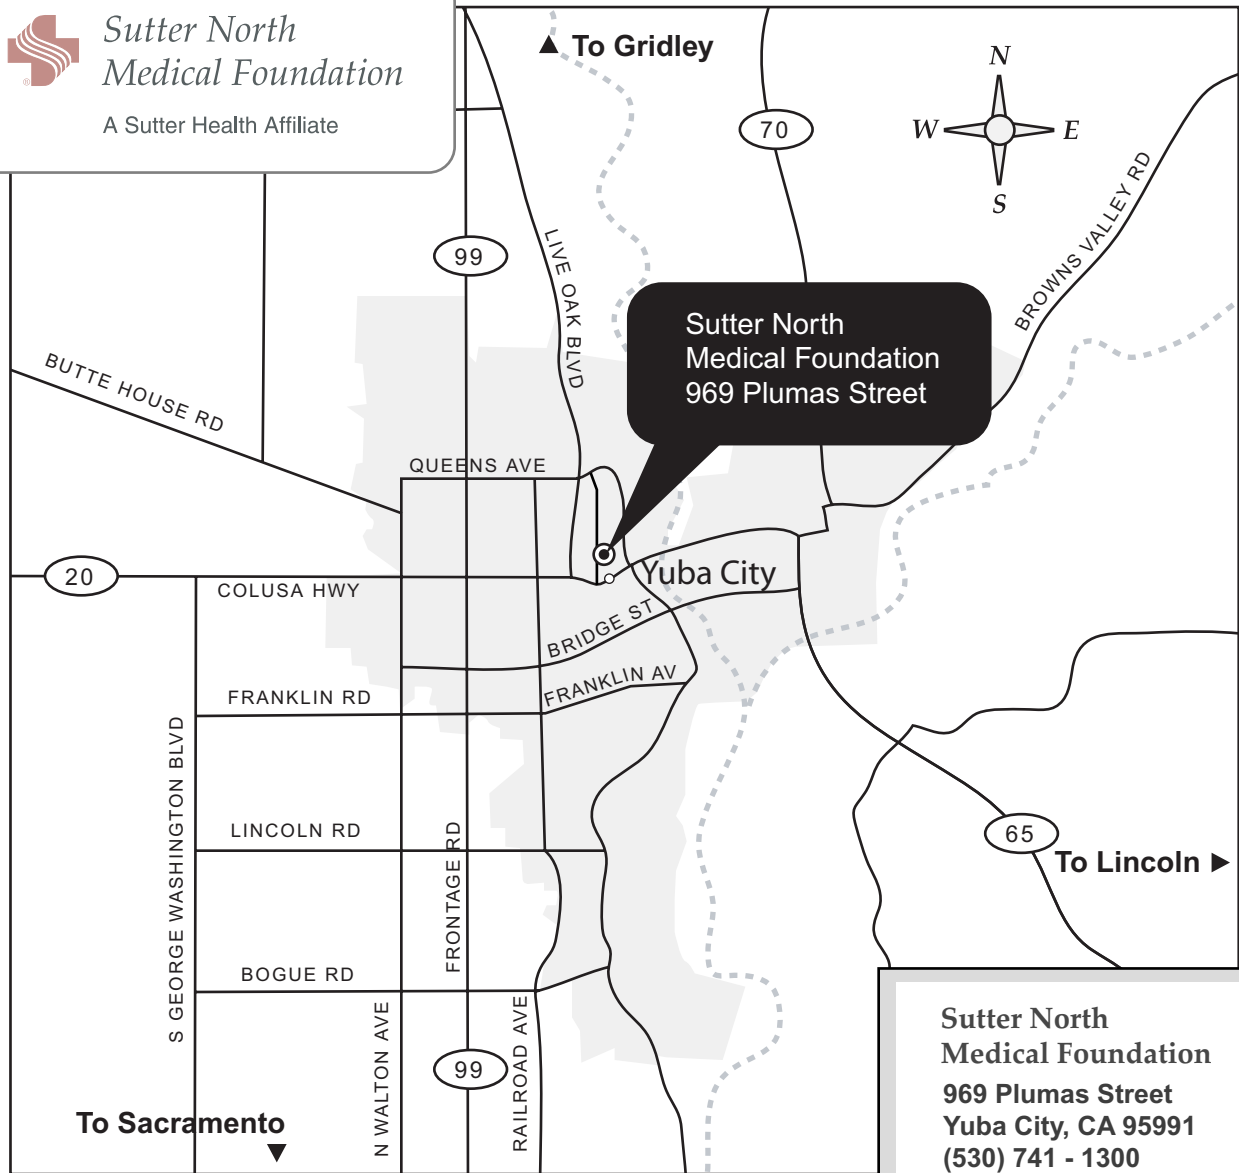 Sutter North
Medical Foundation
®
A Sutter Health Affiliate
▲ To Gridley
N
W
E
S
70
99
LIVE OAK BLVD
BROWNS VALLEY RD
Sutter North
Medical Foundation
969 Plumas Street
BUTTE HOUSE RD
QUEENS AVE
20
COLUSA HWY
Yuba City
BRIDGE ST
FRANKLIN AV
FRANKLIN RD
S GEORGE WASHINGTON BLVD
LINCOLN RD
FRONTAGE RD
65
To Lincoln ▶
BOGUE RD
N WALTON AVE
99
RAILROAD AVE
To Sacramento
▼
Sutter North
Medical Foundation
969 Plumas Street
Yuba City, CA 95991
(530) 741 - 1300